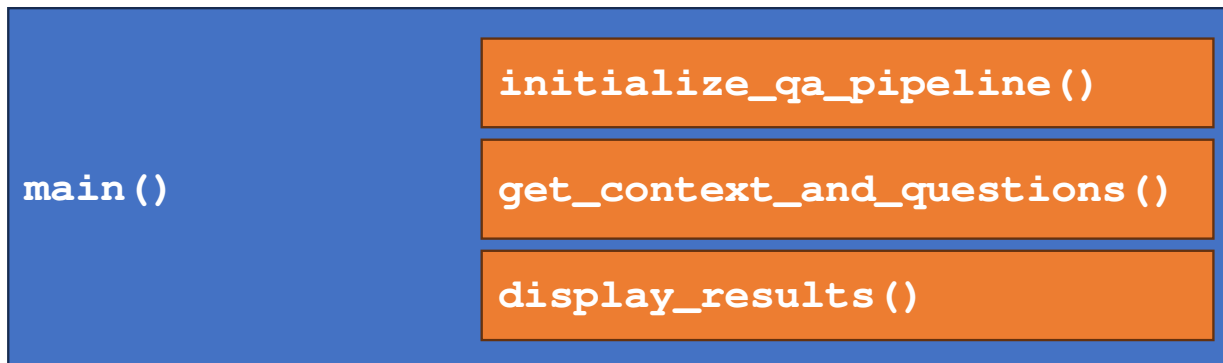 initialize_qa_pipeline()
main()
get_context_and_questions()
display_results()